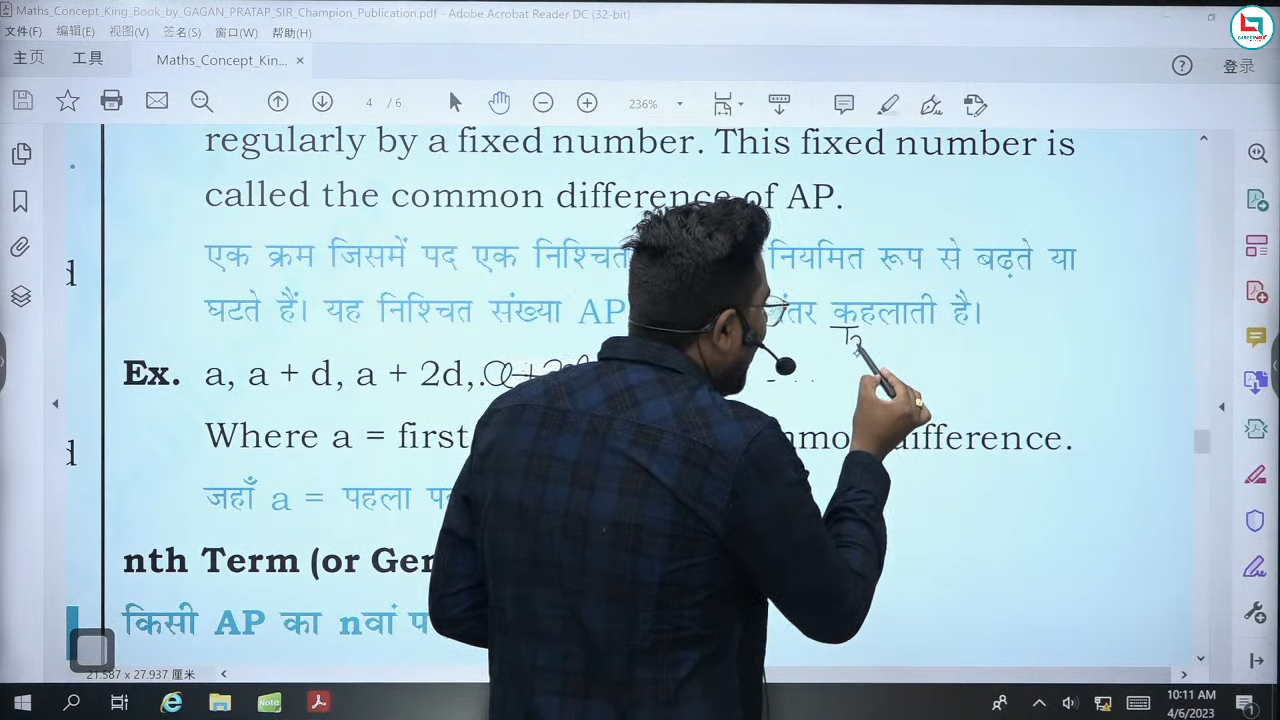 Maths_Concept_King_Book_by_GAGAN_PRATAP_SIR_Champion_Publication.pdf - Adobe Acrobat Reader DC (32-bit)
文件(F) 编辑(E) 视图(V) 签名(S) 窗口(W) 帮助(H)
主页 工具 Maths_Concept_Kin... × 登录
4 / 6 236%
regularly by a fixed number. This fixed number is
called the common difference of AP.
एक क्रम जिसमें पद एक निश्चित नियमित रूप से बढ़ते या
घटते हैं। यह निश्चित संख्या AP अंतर कहलाती है।
d
Ex. a, a + d, a + 2d,.
Where a = first difference.
d
जहाँ a = पहला
nth Term (or
किसी AP का nवां
21.587 x 27.937 厘米
10:11 AM
4/6/2023